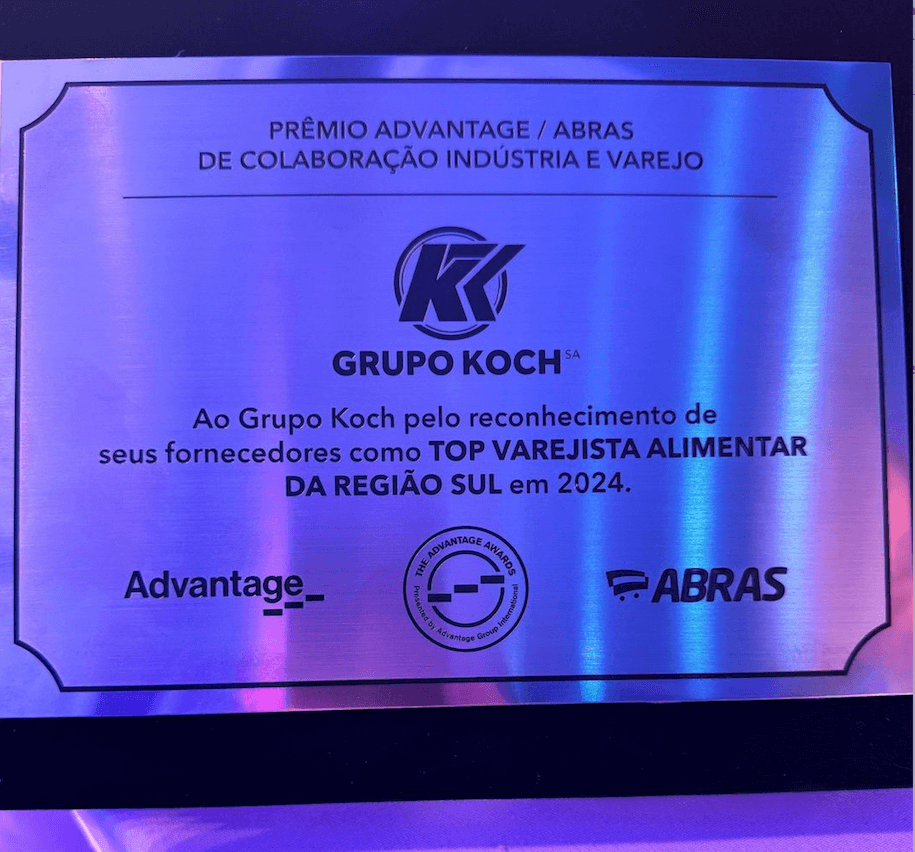 PRÊMIO ADVANTAGE / ABRAS
DE COLABORAÇÃO INDÚSTRIA E VAREJO
GRUPO KOCH SA
Ao Grupo Koch pelo reconhecimento de
seus fornecedores como TOP VAREJISTA ALIMENTAR
DA REGIÃO SUL em 2024.
Advantage
THE ADVANTAGE AWARDS
Presented by Advantage Group International
ABRAS